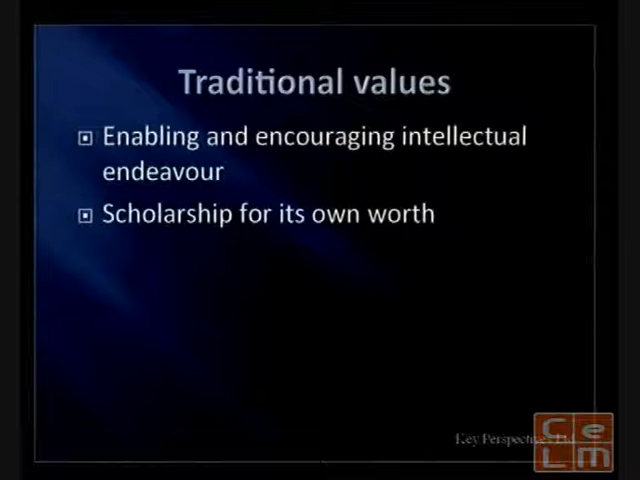 Traditional values
Enabling and encouraging intellectual
endeavour
Scholarship for its own worth
Key Perspectives Ltd
C e
L m